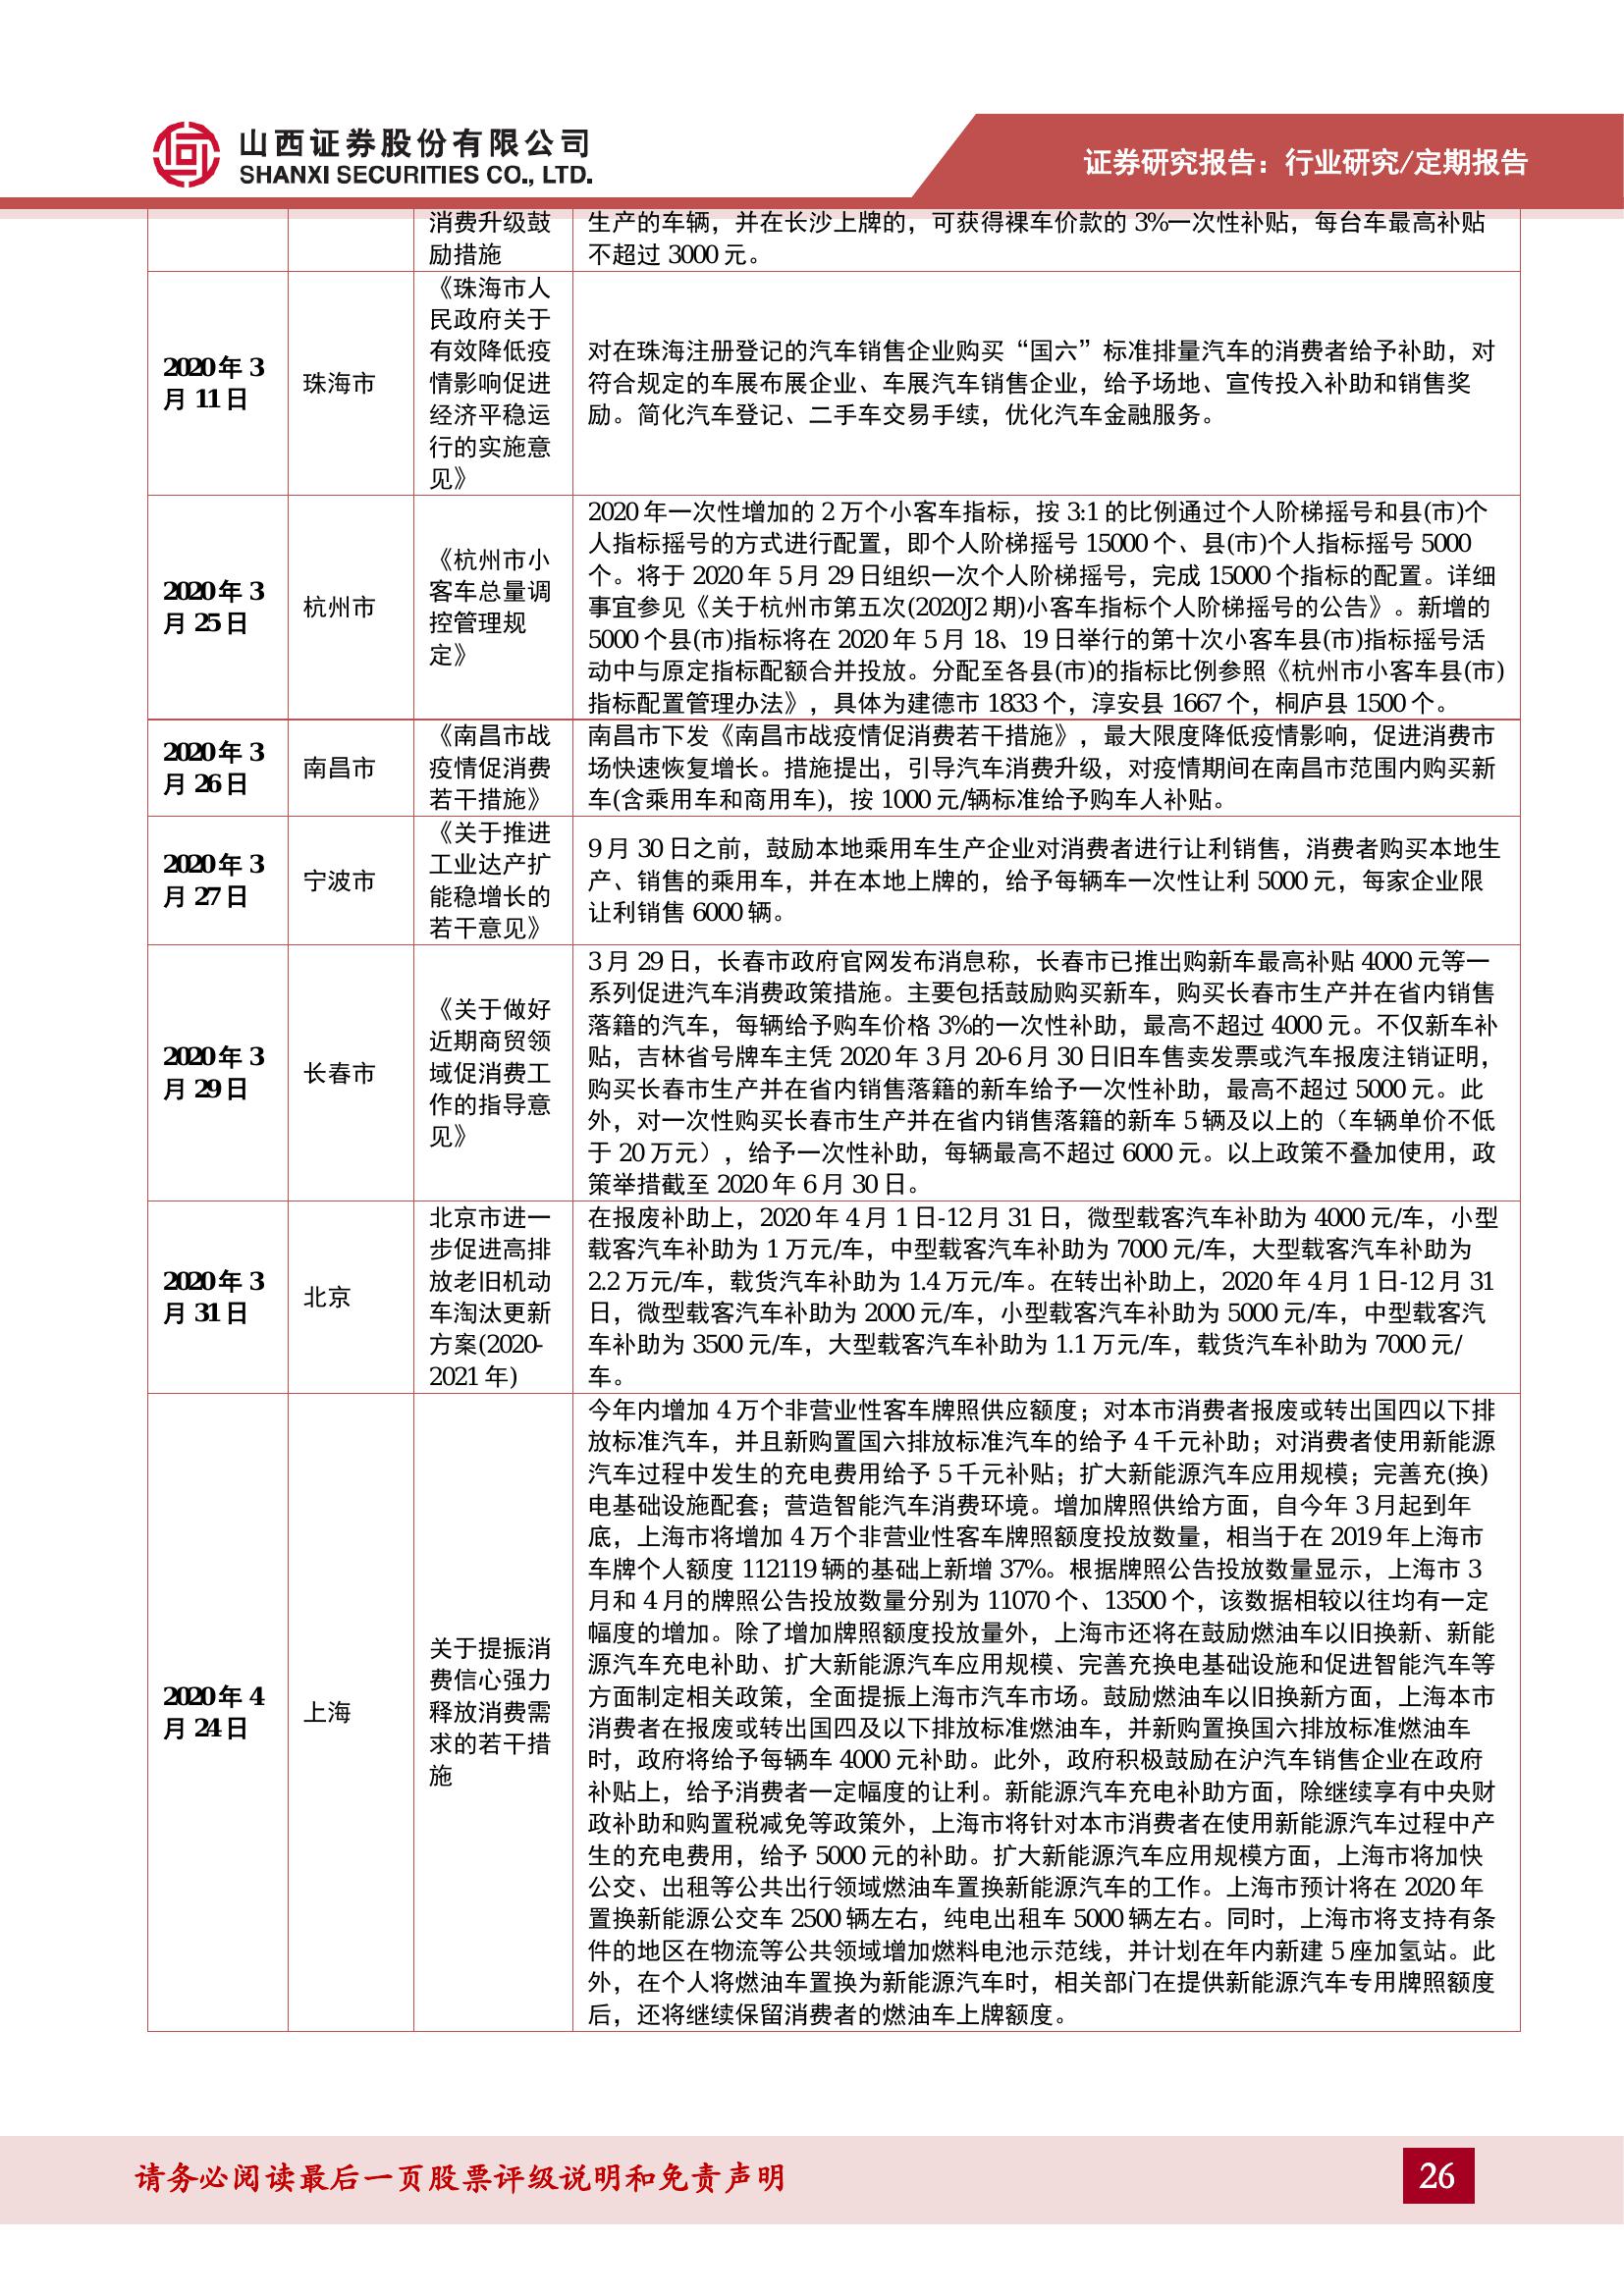 山西证券股份有限公司
SHANXI SECURITIES CO., LTD.
证券研究报告：行业研究/定期报告
消费升级鼓
励措施
生产的车辆，并在长沙上牌的，可获得裸车价款的 3%一次性补贴，每台车最高补贴
不超过 3000 元。
2020 年 3
月 11 日
珠海市
《珠海市人
民政府关于
有效降低疫
情影响促进
经济平稳运
行的实施意
见》
对在珠海注册登记的汽车销售企业购买“国六”标准排量汽车的消费者给予补助，对
符合规定的车展布展企业、车展汽车销售企业，给予场地、宣传投入补助和销售奖
励。简化汽车登记、二手车交易手续，优化汽车金融服务。
2020 年 3
月 25 日
杭州市
《杭州市小
客车总量调
控管理规
定》
2020 年一次性增加的 2 万个小客车指标，按 3:1 的比例通过个人阶梯摇号和县(市)个
人指标摇号的方式进行配置，即个人阶梯摇号 15000 个、县(市)个人指标摇号 5000
个。将于 2020 年 5 月 29 日组织一次个人阶梯摇号，完成 15000 个指标的配置。详细
事宜参见《关于杭州市第五次(2020J2 期)小客车指标个人阶梯摇号的公告》。新增的
5000 个县(市)指标将在 2020 年 5 月 18、19 日举行的第十次小客车县(市)指标摇号活
动中与原定指标配额合并投放。分配至各县(市)的指标比例参照《杭州市小客车县(市)
指标配置管理办法》，具体为建德市 1833 个，淳安县 1667 个，桐庐县 1500 个。
2020 年 3
月 26 日
南昌市
《南昌市战
疫情促消费
若干措施》
南昌市下发《南昌市战疫情促消费若干措施》，最大限度降低疫情影响，促进消费市
场快速恢复增长。措施提出，引导汽车消费升级，对疫情期间在南昌市范围内购买新
车(含乘用车和商用车)，按 1000 元/辆标准给予购车人补贴。
2020 年 3
月 27 日
宁波市
《关于推进
工业达产扩
能稳增长的
若干意见》
9 月 30 日之前，鼓励本地乘用车生产企业对消费者进行让利销售，消费者购买本地生
产、销售的乘用车，并在本地上牌的，给予每辆车一次性让利 5000 元，每家企业限
让利销售 6000 辆。
2020 年 3
月 29 日
长春市
《关于做好
近期商贸领
域促消费工
作的指导意
见》
3 月 29 日，长春市政府官网发布消息称，长春市已推出购新车最高补贴 4000 元等一
系列促进汽车消费政策措施。主要包括鼓励购买新车，购买长春市生产并在省内销售
落籍的汽车，每辆给予购车价格 3%的一次性补助，最高不超过 4000 元。不仅新车补
贴，吉林省号牌车主凭 2020 年 3 月 20-6 月 30 日旧车售卖发票或汽车报废注销证明，
购买长春市生产并在省内销售落籍的新车给予一次性补助，最高不超过 5000 元。此
外，对一次性购买长春市生产并在省内销售落籍的新车 5 辆及以上的（车辆单价不低
于 20 万元），给予一次性补助，每辆最高不超过 6000 元。以上政策不叠加使用，政
策举措截至 2020 年 6 月 30 日。
2020 年 3
月 31 日
北京
北京市进一
步促进高排
放老旧机动
车淘汰更新
方案(2020-
2021 年)
在报废补助上，2020 年 4 月 1 日-12 月 31 日，微型载客汽车补助为 4000 元/车，小型
载客汽车补助为 1 万元/车，中型载客汽车补助为 7000 元/车，大型载客汽车补助为
2.2 万元/车，载货汽车补助为 1.4 万元/车。在转出补助上，2020 年 4 月 1 日-12 月 31
日，微型载客汽车补助为 2000 元/车，小型载客汽车补助为 5000 元/车，中型载客汽
车补助为 3500 元/车，大型载客汽车补助为 1.1 万元/车，载货汽车补助为 7000 元/
车。
2020 年 4
月 24 日
上海
关于提振消
费信心强力
释放消费需
求的若干措
施
今年内增加 4 万个非营业性客车牌照供应额度；对本市消费者报废或转出国四以下排
放标准汽车，并且新购置国六排放标准汽车的给予 4 千元补助；对消费者使用新能源
汽车过程中发生的充电费用给予 5 千元补贴；扩大新能源汽车应用规模；完善充(换)
电基础设施配套；营造智能汽车消费环境。增加牌照供给方面，自今年 3 月起到年
底，上海市将增加 4 万个非营业性客车牌照额度投放数量，相当于在 2019 年上海市
车牌个人额度 112119 辆的基础上新增 37%。根据牌照公告投放数量显示，上海市 3
月和 4 月的牌照公告投放数量分别为 11070 个、13500 个，该数据相较以往均有一定
幅度的增加。除了增加牌照额度投放量外，上海市还将在鼓励燃油车以旧换新、新能
源汽车充电补助、扩大新能源汽车应用规模、完善充换电基础设施和促进智能汽车等
方面制定相关政策，全面提振上海市汽车市场。鼓励燃油车以旧换新方面，上海本市
消费者在报废或转出国四及以下排放标准燃油车，并新购置换国六排放标准燃油车
时，政府将给予每辆车 4000 元补助。此外，政府积极鼓励在沪汽车销售企业在政府
补贴上，给予消费者一定幅度的让利。新能源汽车充电补助方面，除继续享有中央财
政补助和购置税减免等政策外，上海市将针对本市消费者在使用新能源汽车过程中产
生的充电费用，给予 5000 元的补助。扩大新能源汽车应用规模方面，上海市将加快
公交、出租等公共出行领域燃油车置换新能源汽车的工作。上海市预计将在 2020 年
置换新能源公交车 2500 辆左右，纯电出租车 5000 辆左右。同时，上海市将支持有条
件的地区在物流等公共领域增加燃料电池示范线，并计划在年内新建 5 座加氢站。此
外，在个人将燃油车置换为新能源汽车时，相关部门在提供新能源汽车专用牌照额度
后，还将继续保留消费者的燃油车上牌额度。
请务必阅读最后一页股票评级说明和免责声明
26